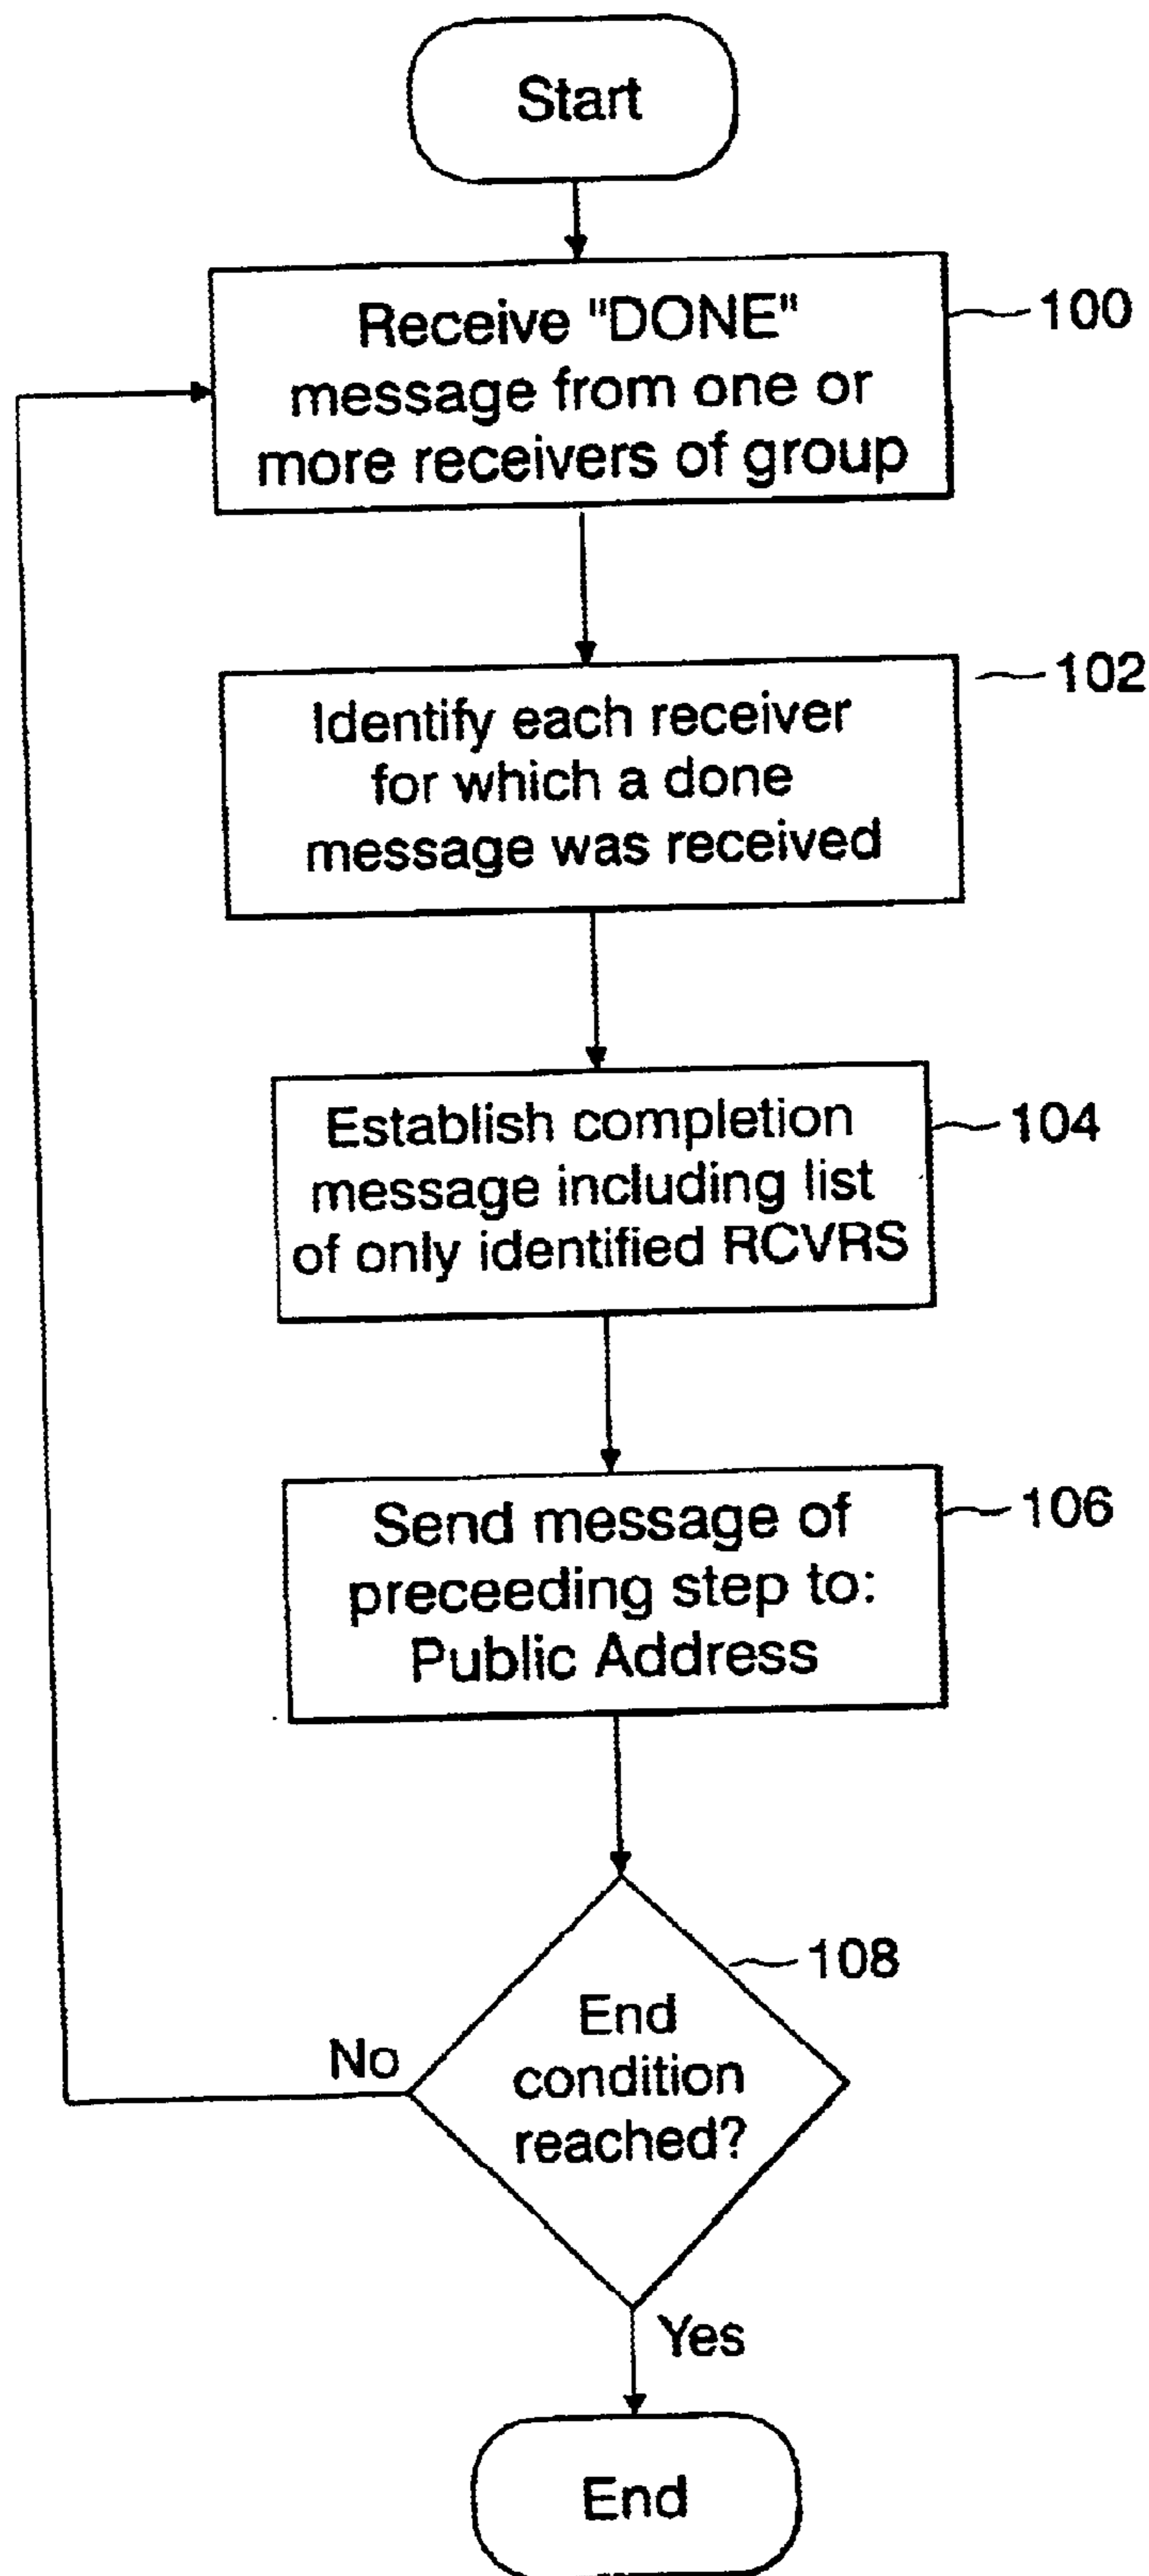 Start
Receive "DONE"
message from one or
more receivers of group
100
Identify each receiver
for which a done
message was received
102
Establish completion
message including list
of only identified RCVRS
104
Send message of
preceeding step to:
Public Address
106
108
End
condition
reached?
No
Yes
End